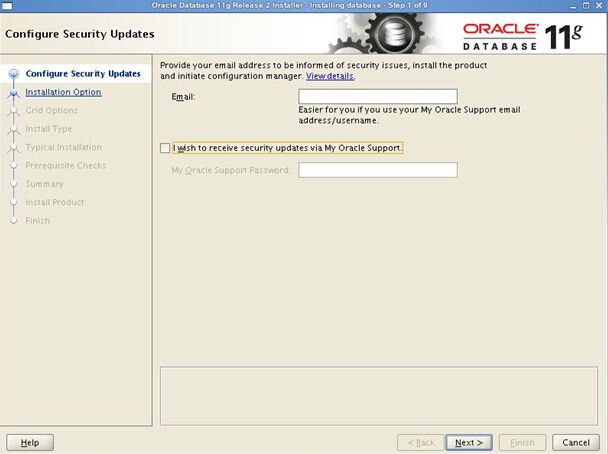 Oracle Database 11g Release 2 Installer - Installing database - Step 1 of 9
Configure Security Updates
ORACLE
DATABASE
11g
Configure Security Updates
Installation Option
Grid Options
Install Type
Typical Installation
Prerequisite Checks
Summary
Install Product
Finish
Provide your email address to be informed of security issues, install the product
and initiate configuration manager. View details.
Email:
Easier for you if you use your My Oracle Support email
address/username.
I wish to receive security updates via My Oracle Support.
My Oracle Support Password:
Help
< Back
Next >
Finish
Cancel